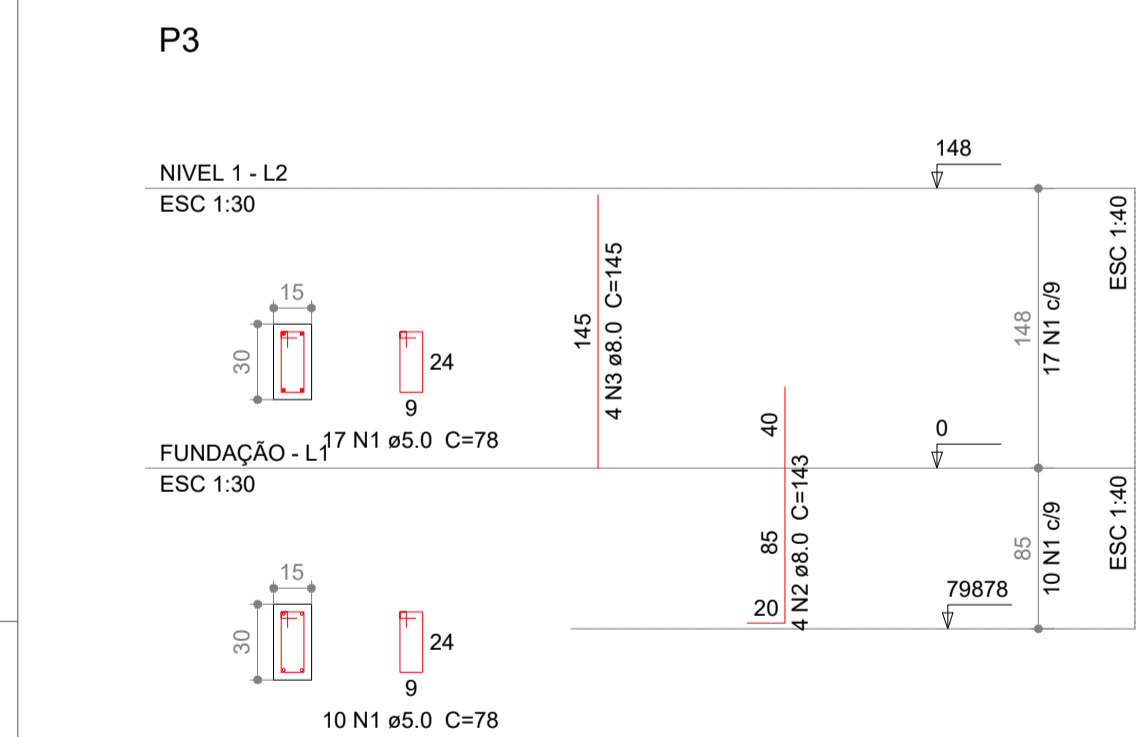 P3
NIVEL 1 - L2
ESC 1:30
148
ESC 1:40
15
30
24
9
17 N1 ø5.0 C=78
145
4 N3 ø8.0 C=145
148
17 N1 c/9
FUNDAÇÃO - L1
ESC 1:30
0
ESC 1:40
40
85
20
4 N2 ø8.0 C=143
85
10 N1 c/9
79878
15
30
24
9
10 N1 ø5.0 C=78